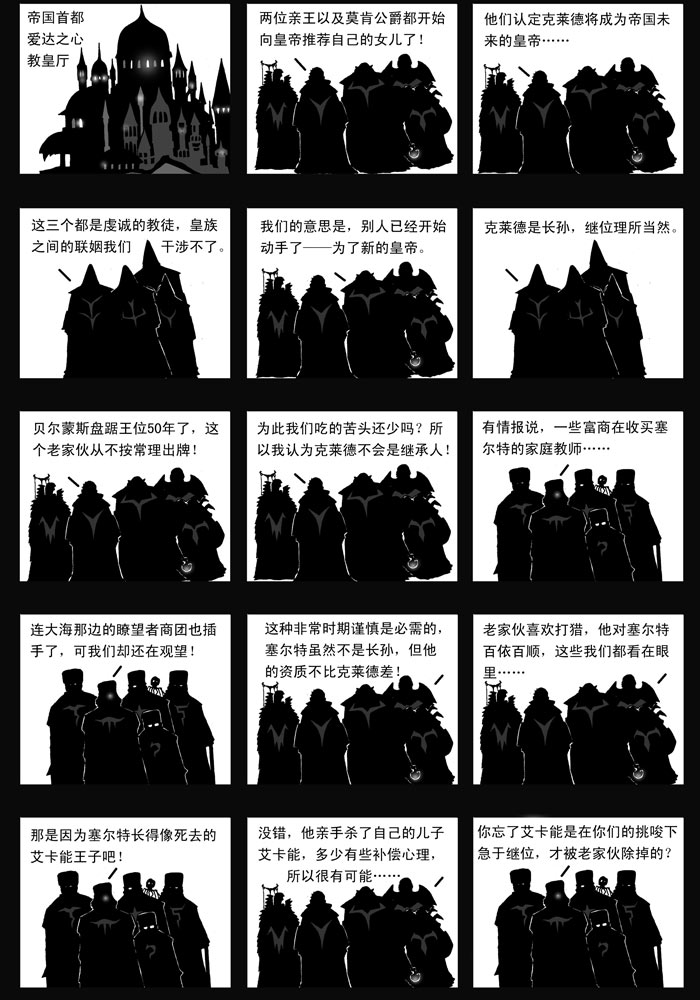 帝国首都
爱达之心
教皇厅
两位亲王以及莫肯公爵都开始
向皇帝推荐自己的女儿了！
他们认定克莱德将成为帝国未
来的皇帝……
这三个都是虔诚的教徒，皇族
之间的联姻我们 干涉不了。
我们的意思是，别人已经开始
动手了——为了新的皇帝。
克莱德是长孙，继位理所当然。
贝尔蒙斯盘踞王位50年了，这
个老家伙从不按常理出牌！
为此我们吃的苦头还少吗？所
以我认为克莱德不会是继承人！
有情报说，一些富商在收买塞
尔特的家庭教师……
连大海那边的瞭望者商团也插
手了，可我们却还在观望！
这种非常时期谨慎是必需的，
塞尔特虽然不是长孙，但他
的资质不比克莱德差！
老家伙喜欢打猎，他对塞尔特
百依百顺，这些我们都看在眼
里……
那是因为塞尔特长得像死去的
艾卡能王子吧！
没错，他亲手杀了自己的儿子
艾卡能，多少有些补偿心理，
所以很有可能……
你忘了艾卡能是在你们的挑唆下
急于继位，才被老家伙除掉的？